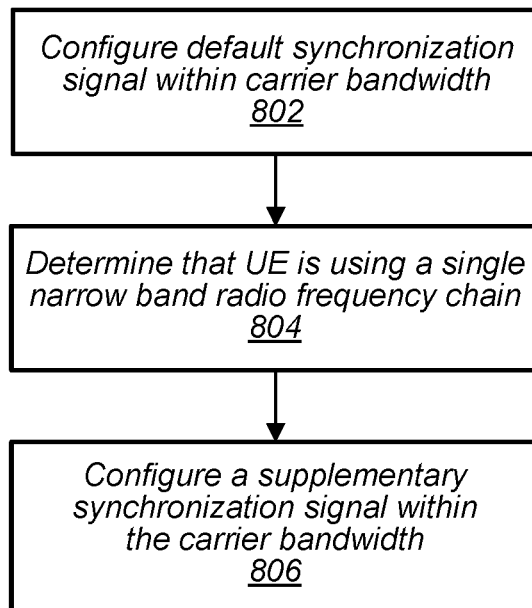 Configure default synchronization
signal within carrier bandwidth
802
Determine that UE is using a single
narrow band radio frequency chain
804
Configure a supplementary
synchronization signal within
the carrier bandwidth
806